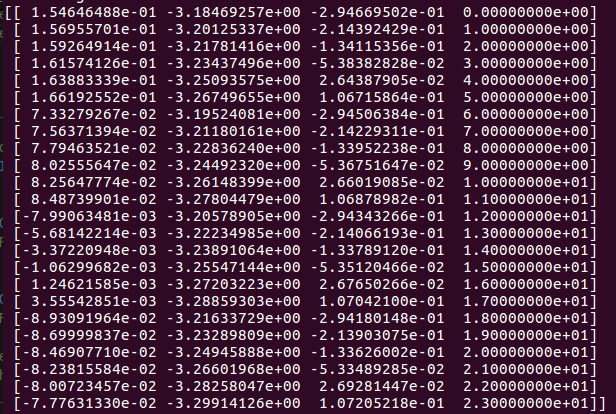 [[ 1.54646488e-01 -3.18469257e+00 -2.94669502e-01  0.00000000e+00]
[ 1.56955701e-01 -3.20125337e+00 -2.14392429e-01  1.00000000e+00]
[ 1.59264914e-01 -3.21781416e+00 -1.34115356e-01  2.00000000e+00]
[ 1.61574126e-01 -3.23437496e+00 -5.38382828e-02  3.00000000e+00]
[ 1.63883339e-01 -3.25093575e+00  2.64387905e-02  4.00000000e+00]
[ 1.66192552e-01 -3.26749655e+00  1.06715864e-01  5.00000000e+00]
[ 7.33279267e-02 -3.19524081e+00 -2.94506384e-01  6.00000000e+00]
[ 7.56371394e-02 -3.21180161e+00 -2.14229311e-01  7.00000000e+00]
[ 7.79463521e-02 -3.22836240e+00 -1.33952238e-01  8.00000000e+00]
[ 8.02555647e-02 -3.24492320e+00 -5.36751647e-02  9.00000000e+00]
[ 8.25647774e-02 -3.26148399e+00  2.66019085e-02  1.00000000e+01]
[ 8.48739901e-02 -3.27804479e+00  1.06878982e-01  1.10000000e+01]
[-7.99063481e-03 -3.20578905e+00 -2.94343266e-01  1.20000000e+01]
[-5.68142214e-03 -3.22234985e+00 -2.14066193e-01  1.30000000e+01]
[-3.37220948e-03 -3.23891064e+00 -1.33789120e-01  1.40000000e+01]
[-1.06299682e-03 -3.25547144e+00 -5.35120466e-02  1.50000000e+01]
[ 1.24621585e-03 -3.27203223e+00  2.67650266e-02  1.60000000e+01]
[ 3.55542851e-03 -3.28859303e+00  1.07042100e-01  1.70000000e+01]
[-8.93091964e-02 -3.21633729e+00 -2.94180148e-01  1.80000000e+01]
[-8.69999837e-02 -3.23289809e+00 -2.13903075e-01  1.90000000e+01]
[-8.46907710e-02 -3.24945888e+00 -1.33626002e-01  2.00000000e+01]
[-8.23815584e-02 -3.26601968e+00 -5.33489285e-02  2.10000000e+01]
[-8.00723457e-02 -3.28258047e+00  2.69281447e-02  2.20000000e+01]
[-7.77631330e-02 -3.29914126e+00  1.07205218e-01  2.30000000e+01]]